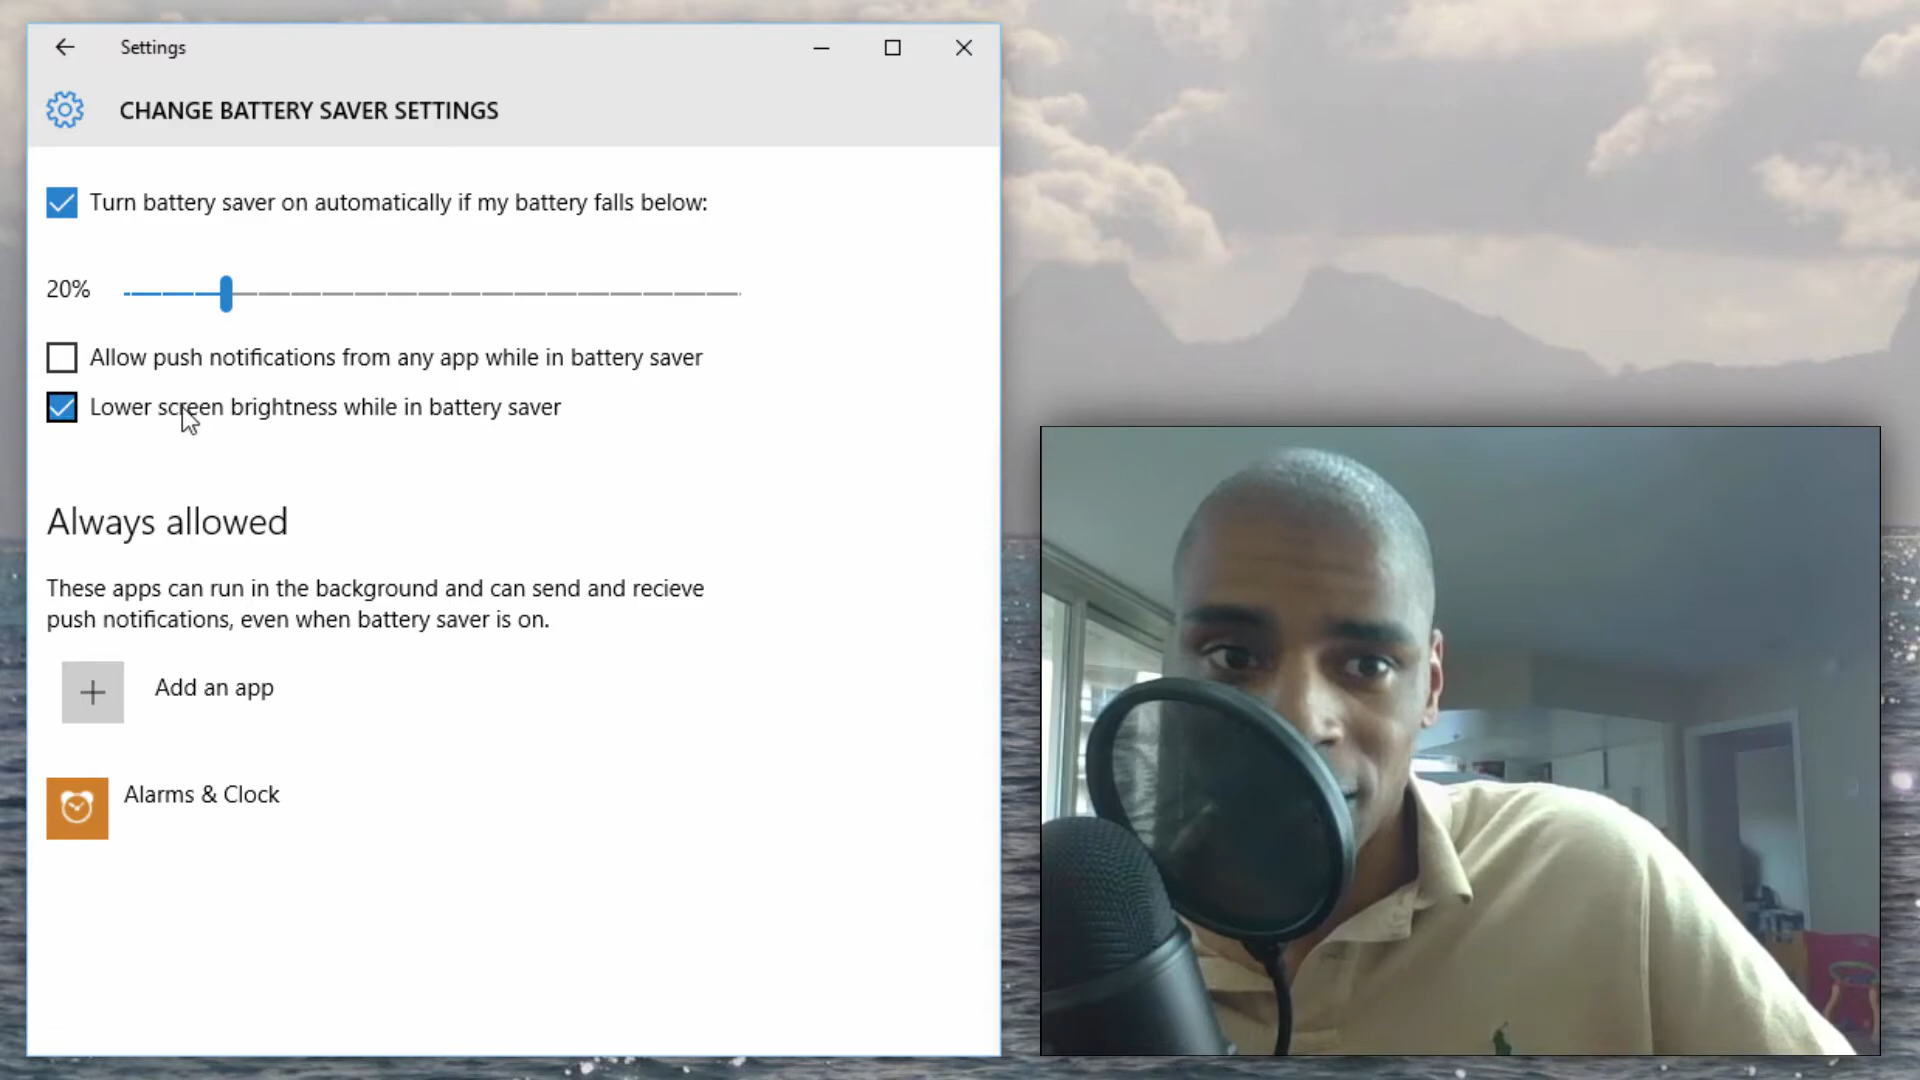 Settings
CHANGE BATTERY SAVER SETTINGS
Turn battery saver on automatically if my battery falls below:
20%
Allow push notifications from any app while in battery saver
Lower screen brightness while in battery saver
Always allowed
These apps can run in the background and can send and recieve
push notifications, even when battery saver is on.
Add an app
Alarms & Clock